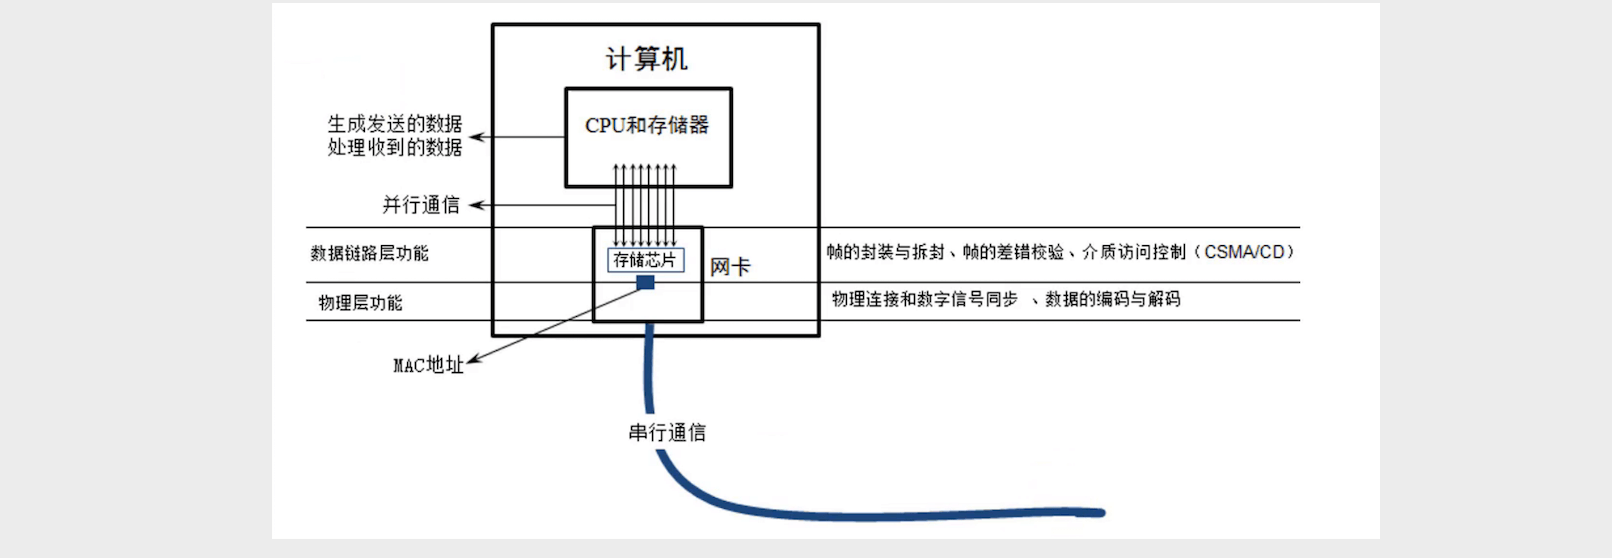 计算机
CPU和存储器
生成发送的数据
处理收到的数据
并行通信
数据链路层功能
存储芯片
网卡
帧的封装与拆封、帧的差错校验、介质访问控制（CSMA/CD）
物理层功能
物理连接和数字信号同步 、数据的编码与解码
MAC地址
串行通信